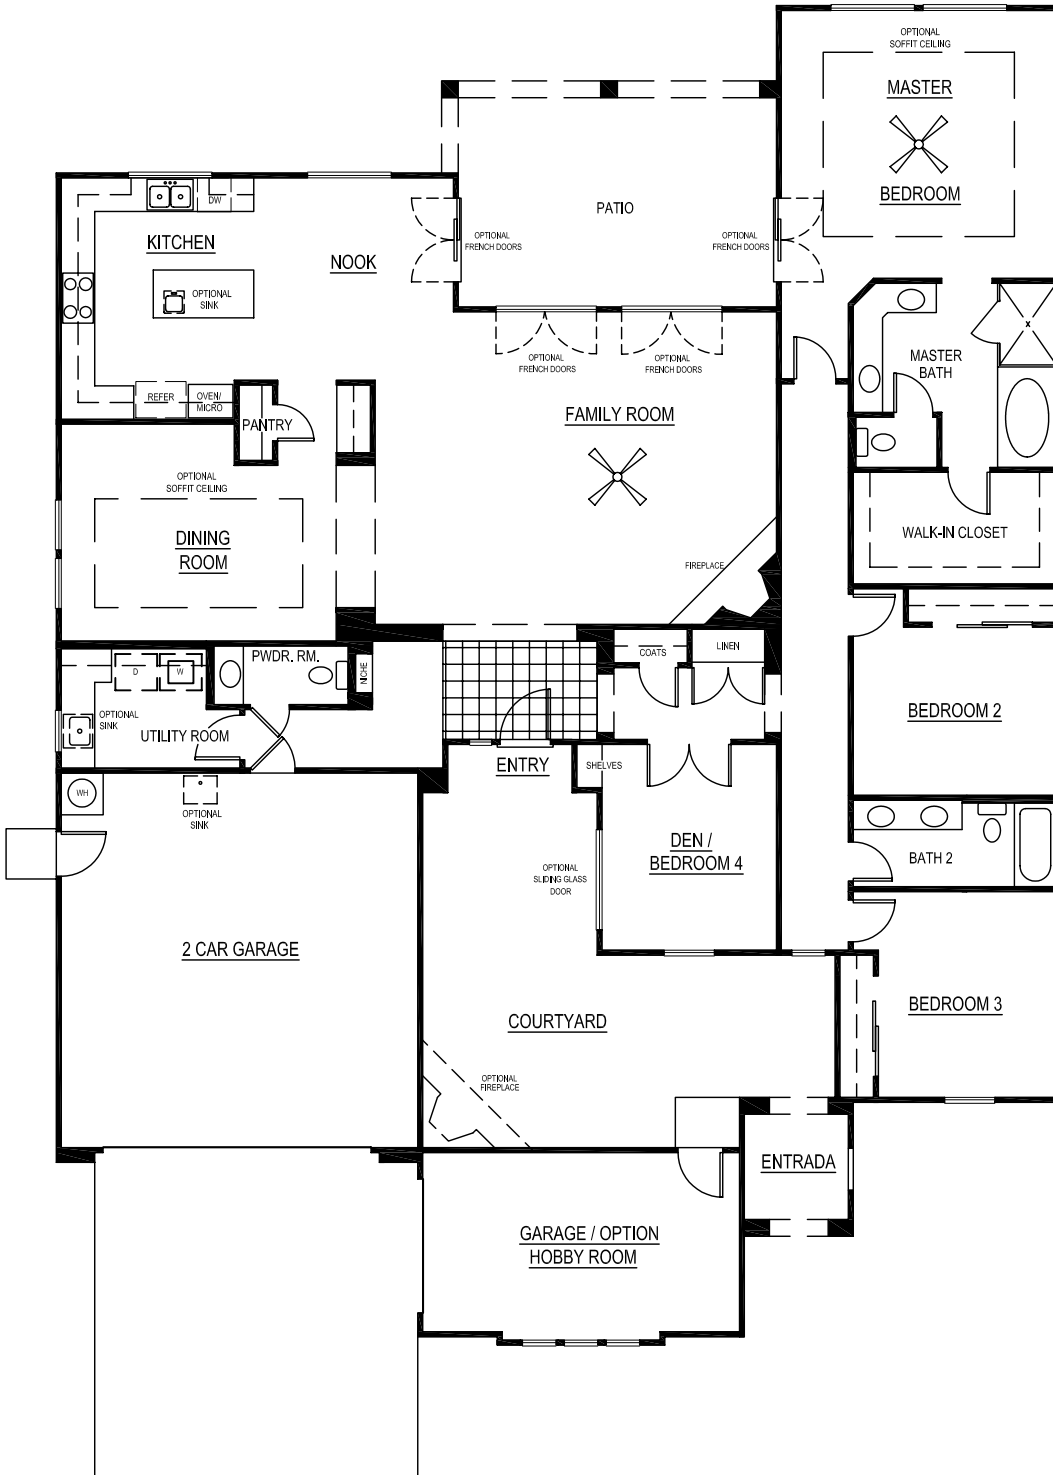 OPTIONAL
SOFFIT CEILING
MASTER
BEDROOM
PATIO
OPTIONAL
FRENCH DOORS
OPTIONAL
FRENCH DOORS
DW
KITCHEN
NOOK
OPTIONAL
SINK
OPTIONAL
FRENCH DOORS
OPTIONAL
FRENCH DOORS
X
MASTER
BATH
REFER
OVEN/
MICRO
PANTRY
FAMILY ROOM
OPTIONAL
SOFFIT CEILING
DINING
ROOM
FIREPLACE
WALK-IN CLOSET
COATS
LINEN
PWDR. RM.
NICHE
D
W
OPTIONAL
SINK
UTILITY ROOM
BEDROOM 2
ENTRY
SHELVES
WH
OPTIONAL
SINK
DEN /
BEDROOM 4
OPTIONAL
SLIDING GLASS
DOOR
BATH 2
2 CAR GARAGE
BEDROOM 3
COURTYARD
OPTIONAL
FIREPLACE
ENTRADA
GARAGE / OPTION
HOBBY ROOM